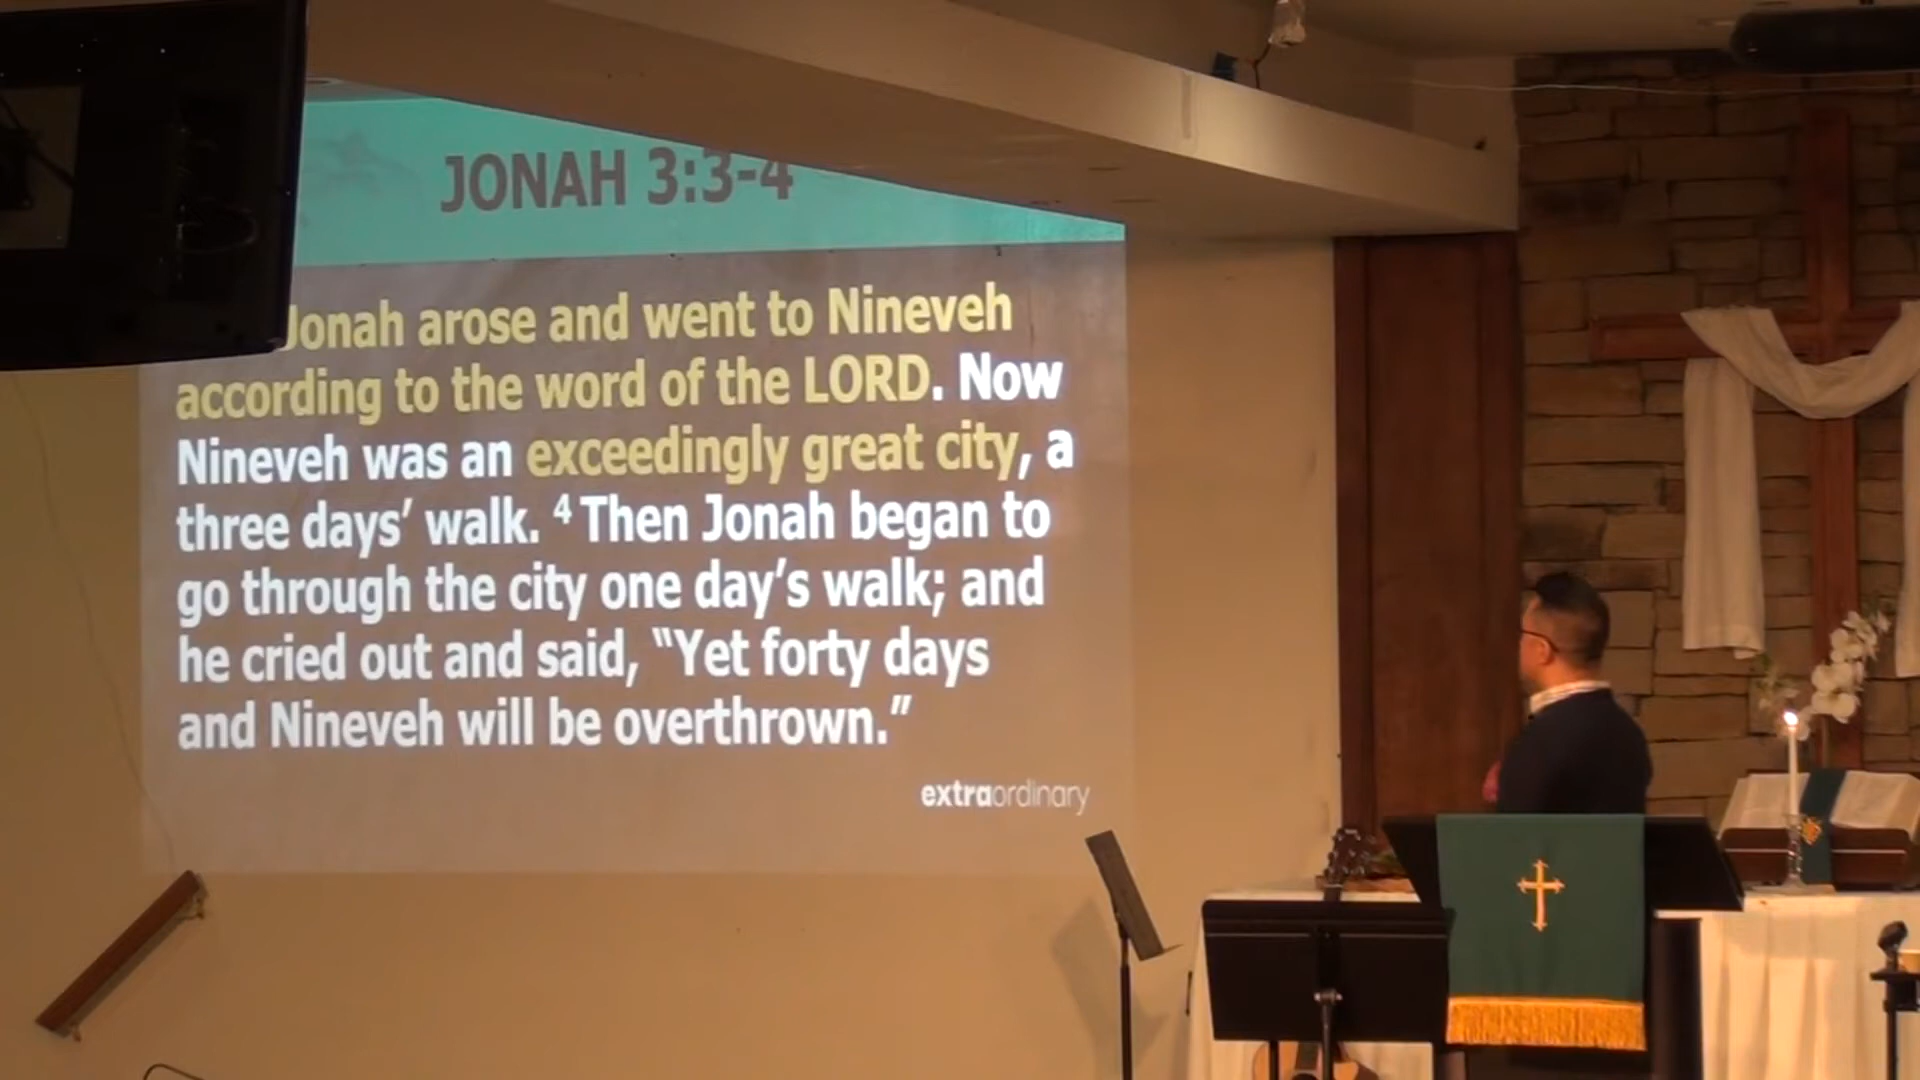 JONAH 3:3-4
Jonah arose and went to Nineveh
according to the word of the LORD. Now
Nineveh was an exceedingly great city, a
three days’ walk. ⁴ Then Jonah began to
go through the city one day’s walk; and
he cried out and said, “Yet forty days
and Nineveh will be overthrown.”
extraordinary